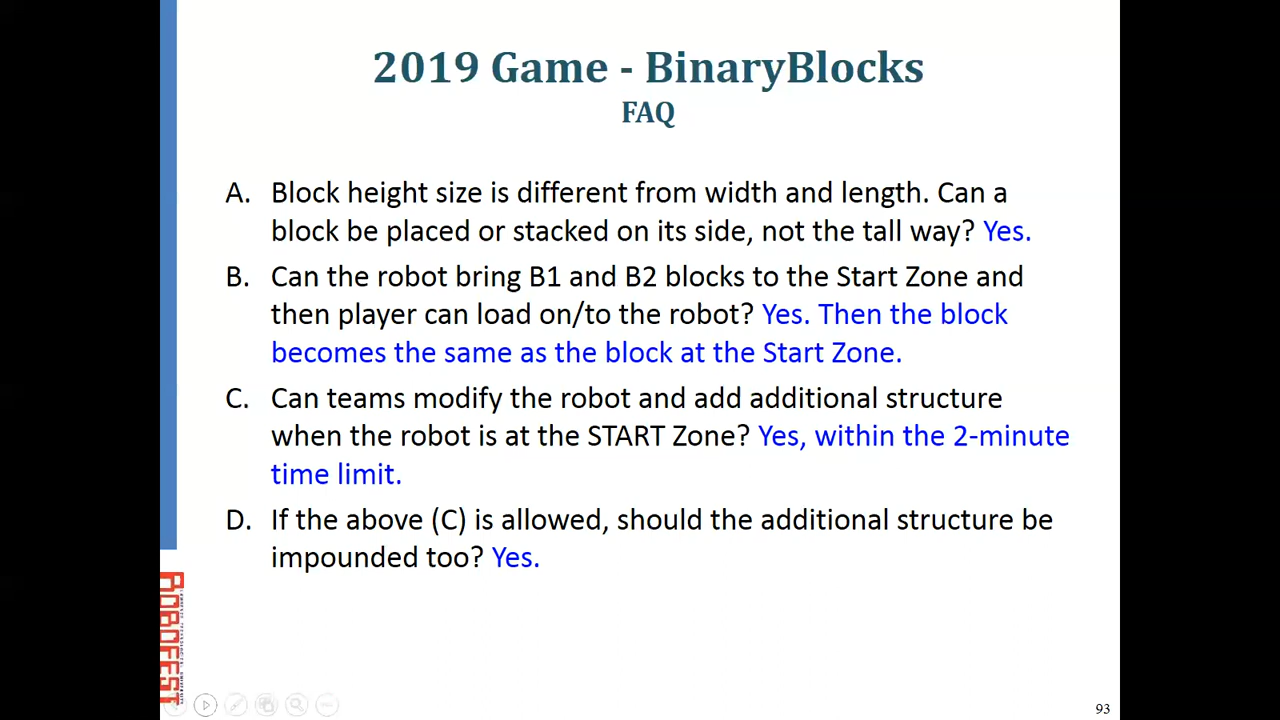 2019 Game - BinaryBlocks
FAQ
A. Block height size is different from width and length. Can a
block be placed or stacked on its side, not the tall way? Yes.
B. Can the robot bring B1 and B2 blocks to the Start Zone and
then player can load on/to the robot? Yes. Then the block
becomes the same as the block at the Start Zone.
C. Can teams modify the robot and add additional structure
when the robot is at the START Zone? Yes, within the 2-minute
time limit.
D. If the above (C) is allowed, should the additional structure be
impounded too? Yes.
ROBOFEST
LAWRENCE TECHNOLOGICAL UNIVERSITY
93